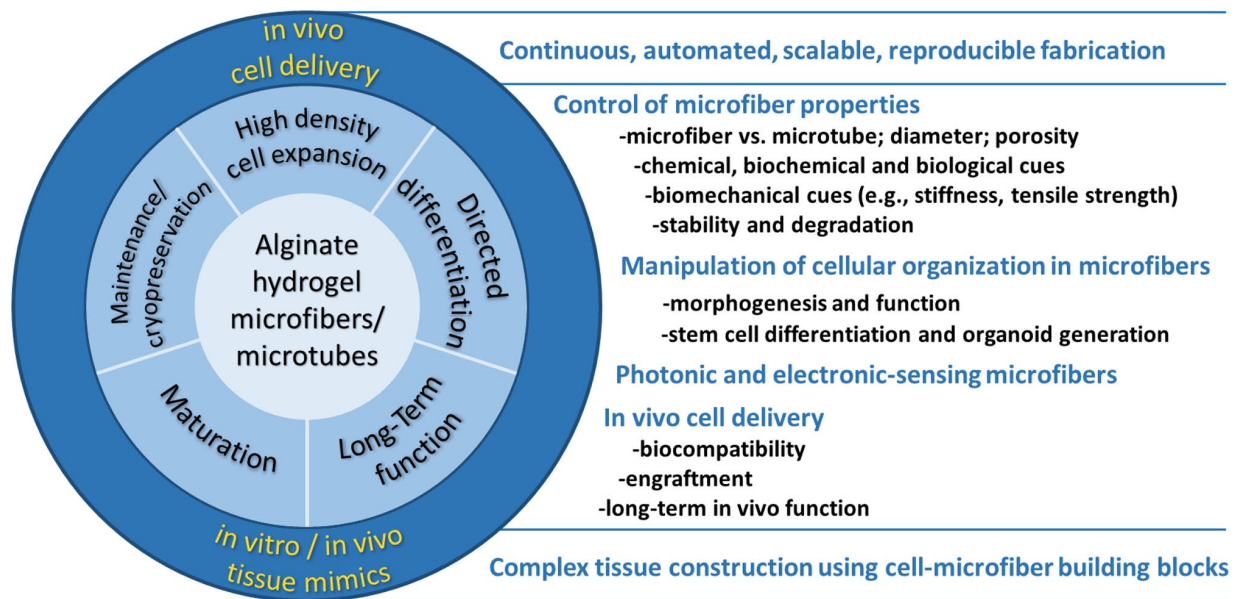 in vivo
cell delivery
High density
cell expansion
Directed
differentiation
Long-Term
function
Maturation
Maintenance/
cryopreservation
Alginate
hydrogel
microfibers/
microtubes
in vitro / in vivo
tissue mimics
Continuous, automated, scalable, reproducible fabrication
Control of microfiber properties
-microfiber vs. microtube; diameter; porosity
-chemical, biochemical and biological cues
-biomechanical cues (e.g., stiffness, tensile strength)
-stability and degradation
Manipulation of cellular organization in microfibers
-morphogenesis and function
-stem cell differentiation and organoid generation
Photonic and electronic-sensing microfibers
In vivo cell delivery
-biocompatibility
-engraftment
-long-term in vivo function
Complex tissue construction using cell-microfiber building blocks